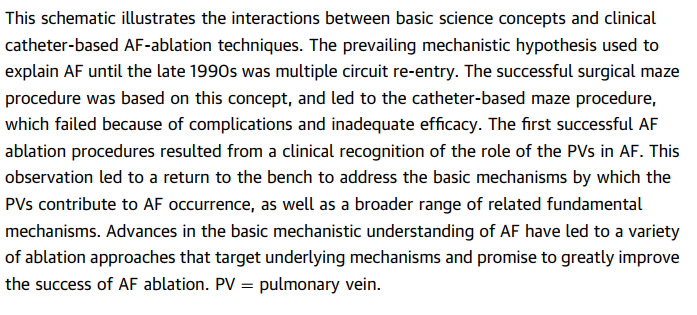 This schematic illustrates the interactions between basic science concepts and clinical
catheter-based AF-ablation techniques. The prevailing mechanistic hypothesis used to
explain AF until the late 1990s was multiple circuit re-entry. The successful surgical maze
procedure was based on this concept, and led to the catheter-based maze procedure,
which failed because of complications and inadequate efficacy. The first successful AF
ablation procedures resulted from a clinical recognition of the role of the PVs in AF. This
observation led to a return to the bench to address the basic mechanisms by which the
PVs contribute to AF occurrence, as well as a broader range of related fundamental
mechanisms. Advances in the basic mechanistic understanding of AF have led to a variety
of ablation approaches that target underlying mechanisms and promise to greatly improve
the success of AF ablation. PV = pulmonary vein.